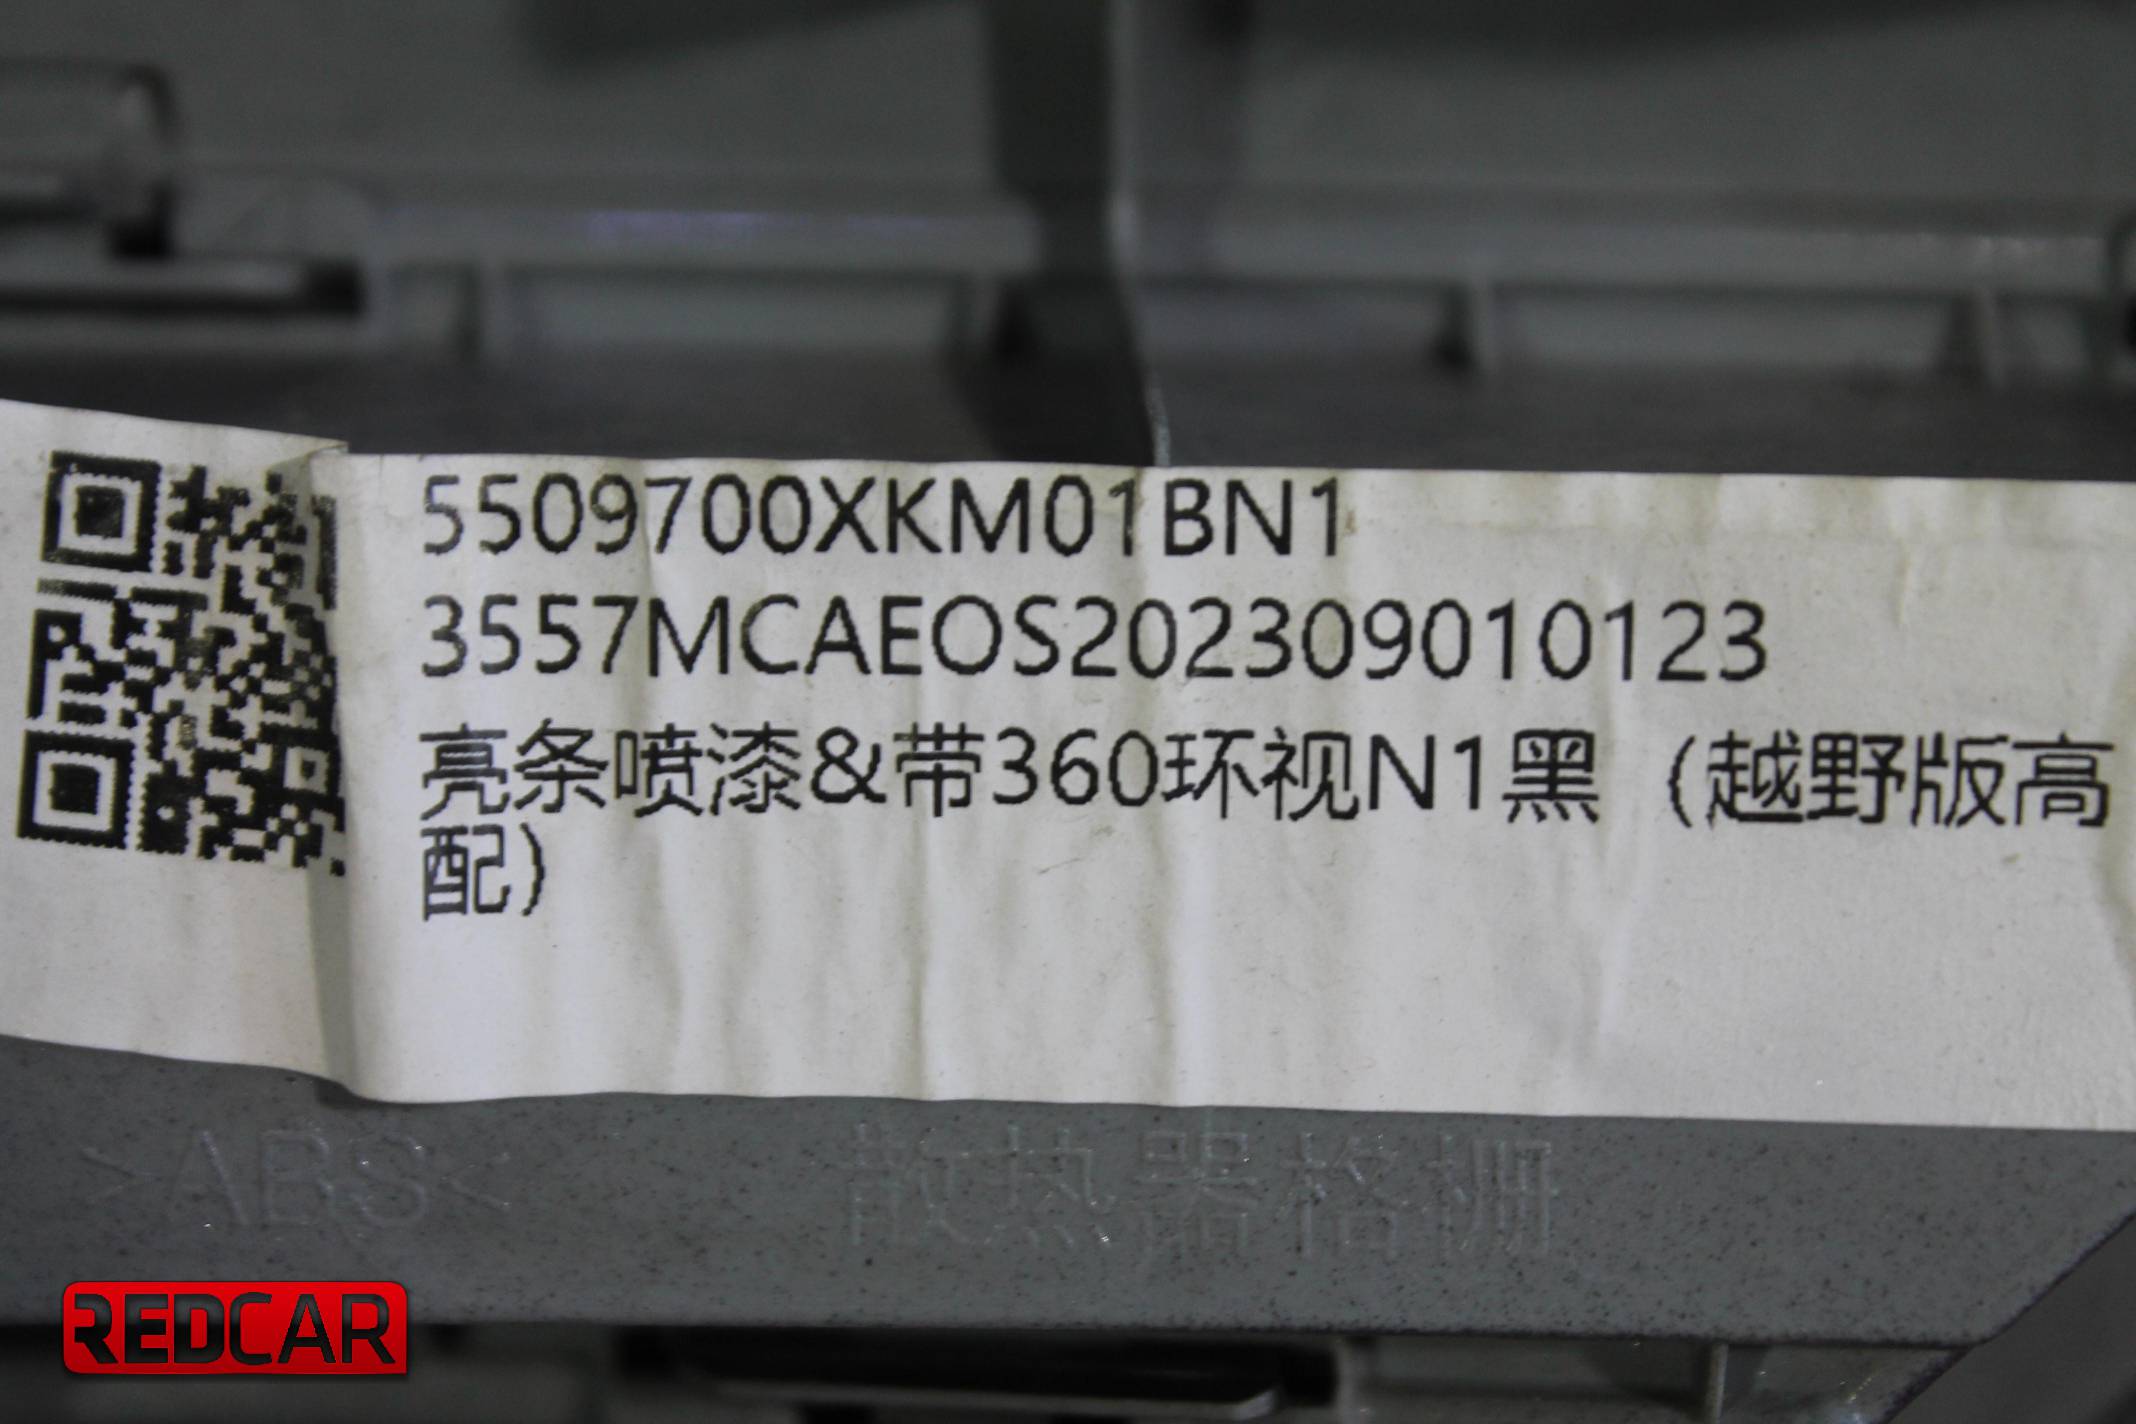 5509700XKM01BN1
3557MCAEOS202309010123
亮条喷漆&带360环视N1黑（越野版高
配）
>ABS< 散热器格栅
REDCAR